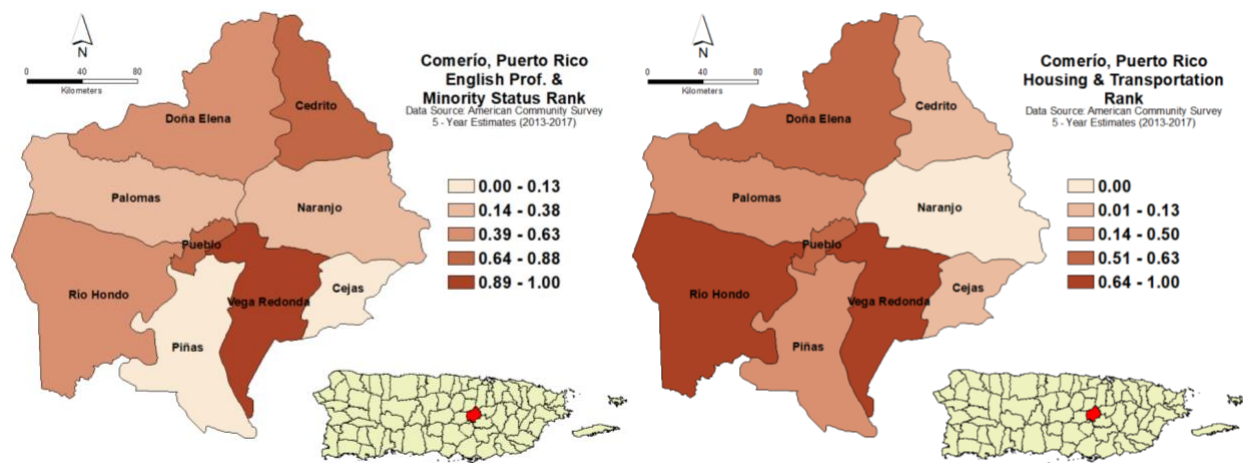 N
0 40 80
Kilometers
Comerío, Puerto Rico
English Prof. &
Minority Status Rank
Data Source: American Community Survey
5 - Year Estimates (2013-2017)
Cedrito
Doña Elena
Palomas
Naranjo
Pueblo
Rio Hondo
Vega Redonda
Cejas
Piñas
0.00 - 0.13
0.14 - 0.38
0.39 - 0.63
0.64 - 0.88
0.89 - 1.00
N
0 40 80
Kilometers
Comerío, Puerto Rico
Housing & Transportation
Rank
Data Source: American Community Survey
5 - Year Estimates (2013-2017)
Cedrito
Doña Elena
Palomas
Naranjo
Pueblo
Rio Hondo
Vega Redonda
Cejas
Piñas
0.00
0.01 - 0.13
0.14 - 0.50
0.51 - 0.63
0.64 - 1.00